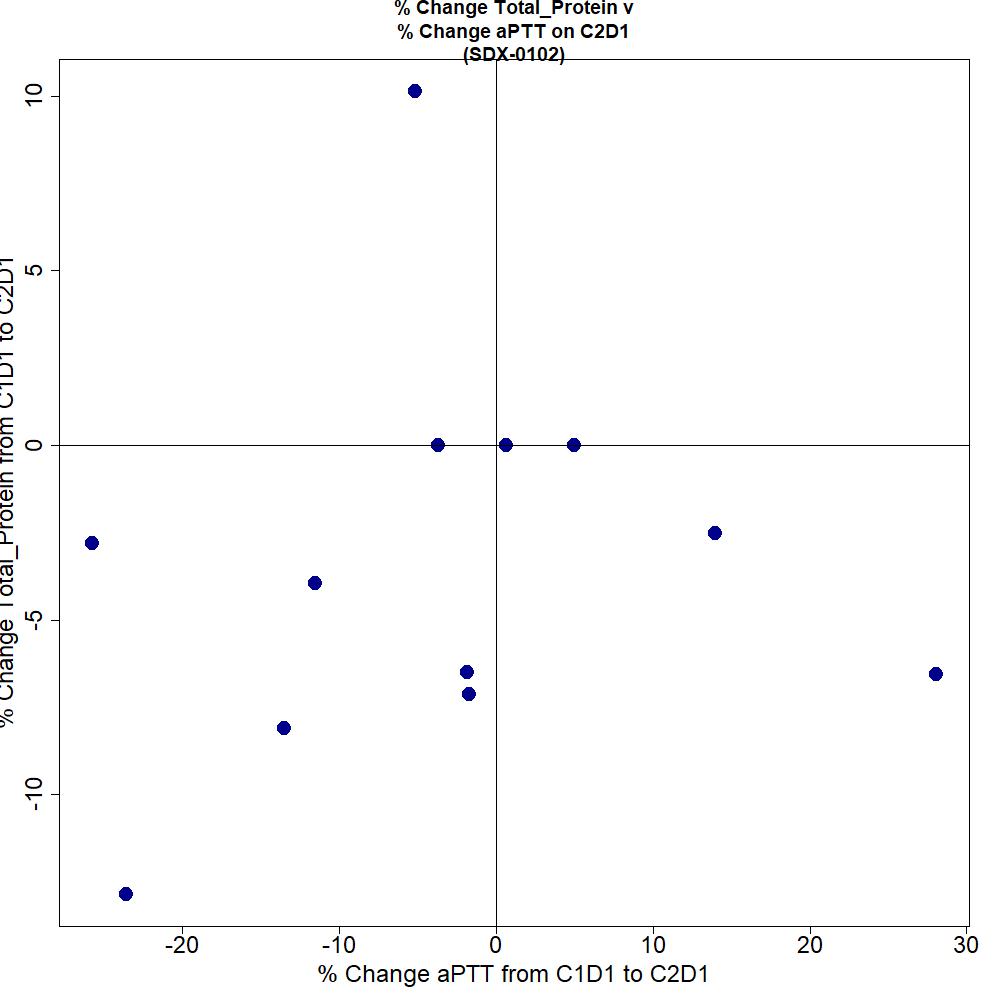 % Change Total_Protein v
% Change aPTT on C2D1
(SDX-0102)
10
5
0
-5
-10
% Change Total_Protein from C1D1 to C2D1
-20
-10
0
10
20
30
% Change aPTT from C1D1 to C2D1